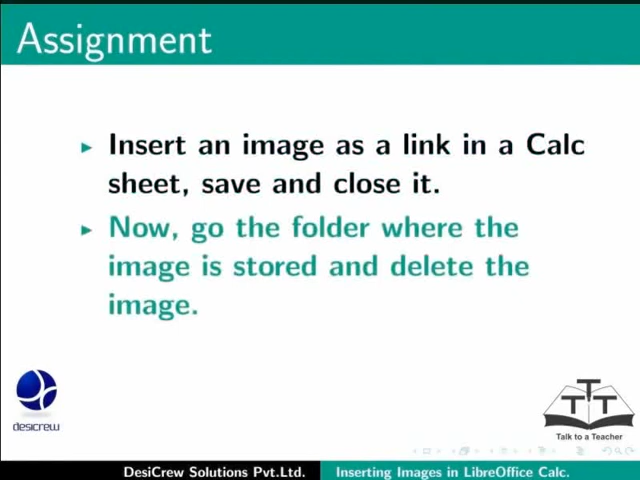 Assignment
Insert an image as a link in a Calc
sheet, save and close it.
Now, go the folder where the
image is stored and delete the
image.
desicrew
TTT
Talk to a Teacher
DesiCrew Solutions Pvt.Ltd.
Inserting Images in LibreOffice Calc.